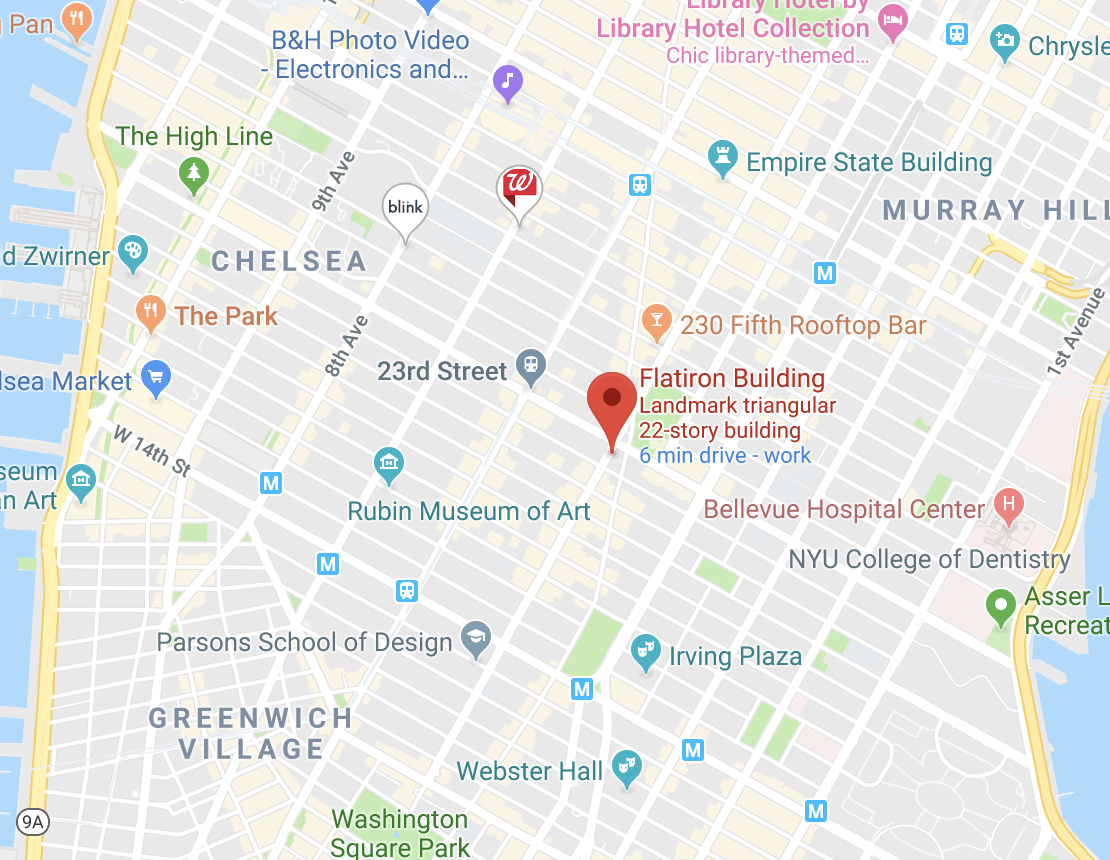 Pan
Library Hotel by
Library Hotel Collection
Chic library-themed...
B&H Photo Video
- Electronics and...
Chrysle
The High Line
9th Ave
blink
W
Empire State Building
MURRAY HILL
d Zwirner
CHELSEA
M
The Park
8th Ave
230 Fifth Rooftop Bar
1st Avenue
lsea Market
23rd Street
Flatiron Building
Landmark triangular
22-story building
6 min drive - work
W 14th St
seum
an Art
M
Rubin Museum of Art
Bellevue Hospital Center
H
NYU College of Dentistry
M
Asser L
Recreat
Parsons School of Design
Irving Plaza
M
GREENWICH
VILLAGE
M
Webster Hall
M
9A
Washington
Square Park